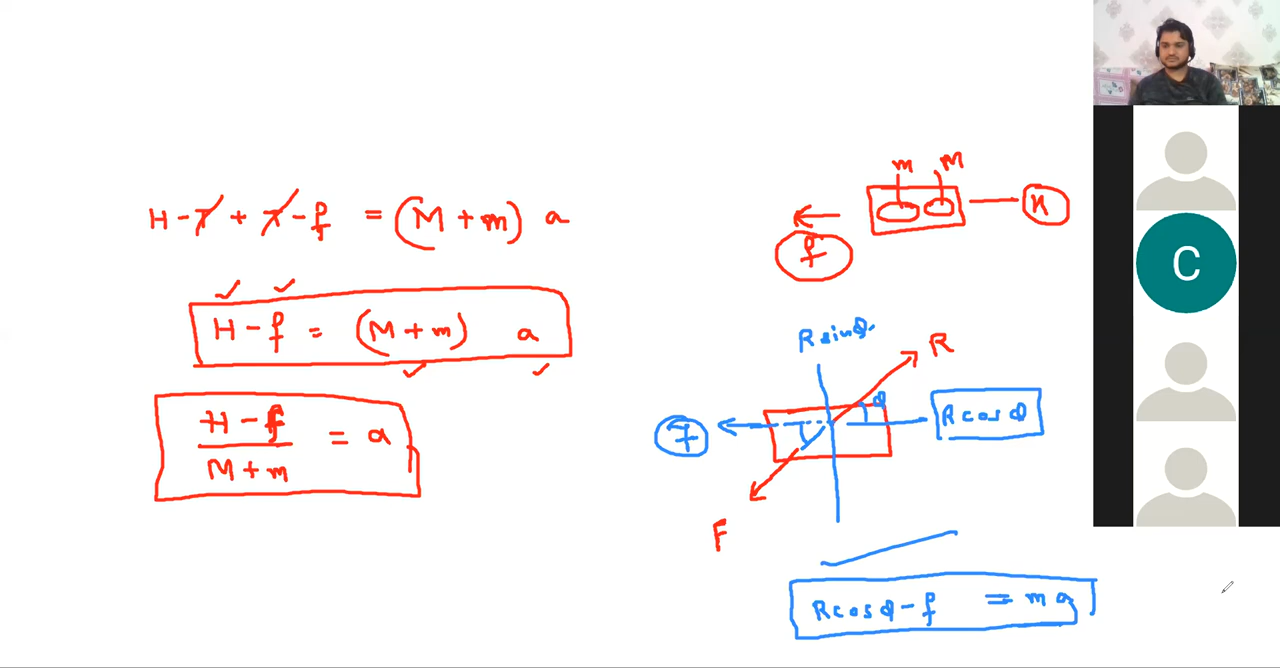 H - T + T - f = (M + m) a
H - f = (M + m) a
H - f
M + m
= a
m M
H
f
R sinθ
R
θ
R cosθ
f
F
R cosθ - f = ma
C